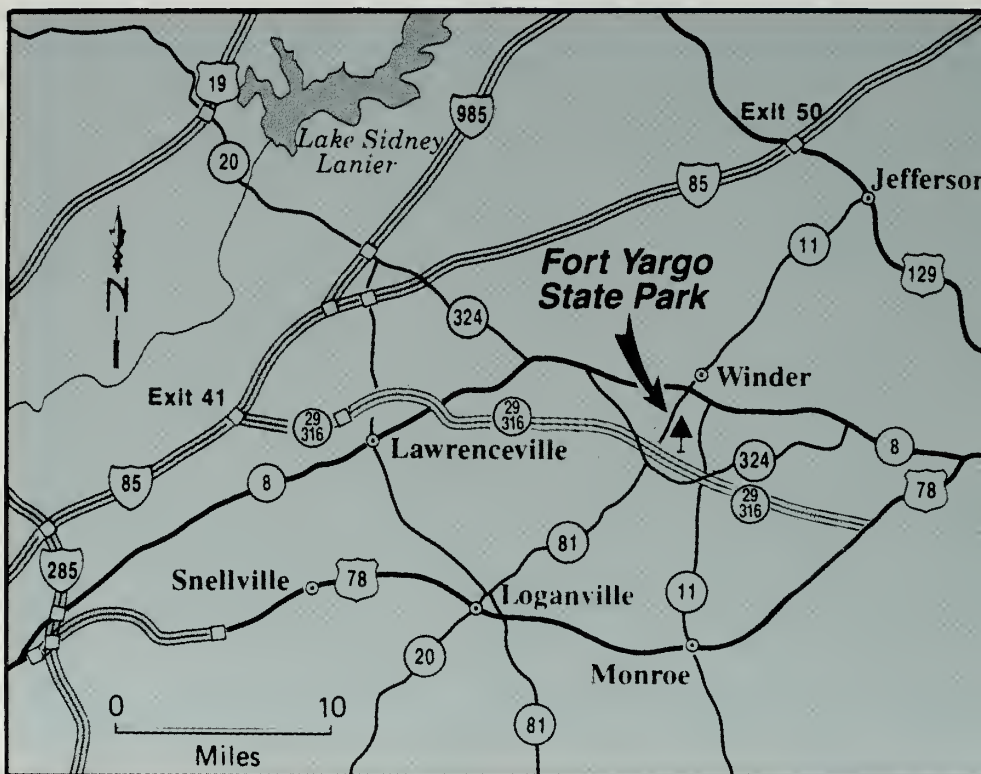 19
985
Exit 50
Lake Sidney
Lanier
20
85
Jefferson
11
Fort Yargo
State Park
129
N
324
Winder
Exit 41
29
316
29
316
Lawrenceville
324
8
85
8
78
29
316
81
285
Snellville
78
Loganville
11
20
Monroe
0 10
81
Miles